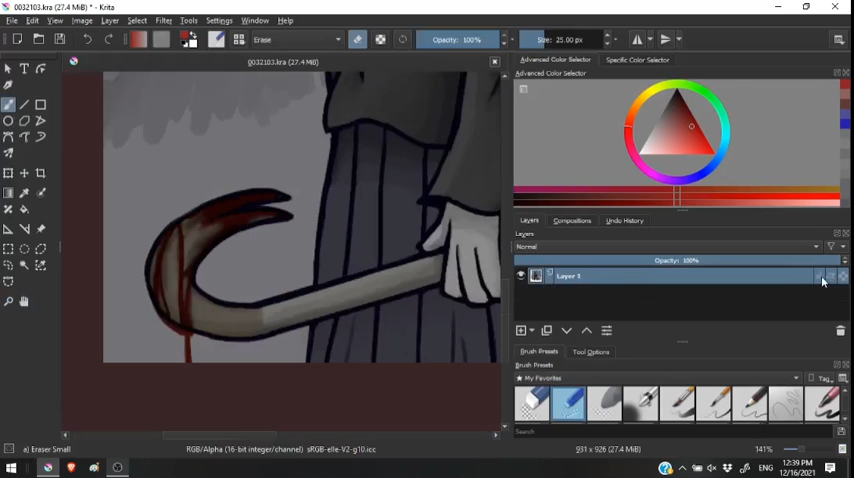 0032103.kra (27.4 MiB) * - Krita
File Edit View Image Layer Select Filter Tools Settings Window Help
Erase Opacity: 100% Size: 25.00 px
0032103.kra (27.4 MiB)
Advanced Color Selector Specific Color Selector
Advanced Color Selector
Layers Compositions Undo History
Layers
Normal
Opacity: 100%
Layer 1
Brush Presets Tool Options
Brush Presets
★ My Favorites Tag
Search
a) Eraser Small RGB/Alpha (16-bit integer/channel) sRGB-elle-V2-g10.icc 931 x 926 (27.4 MiB) 141%
ENG 12:39 PM
12/16/2021